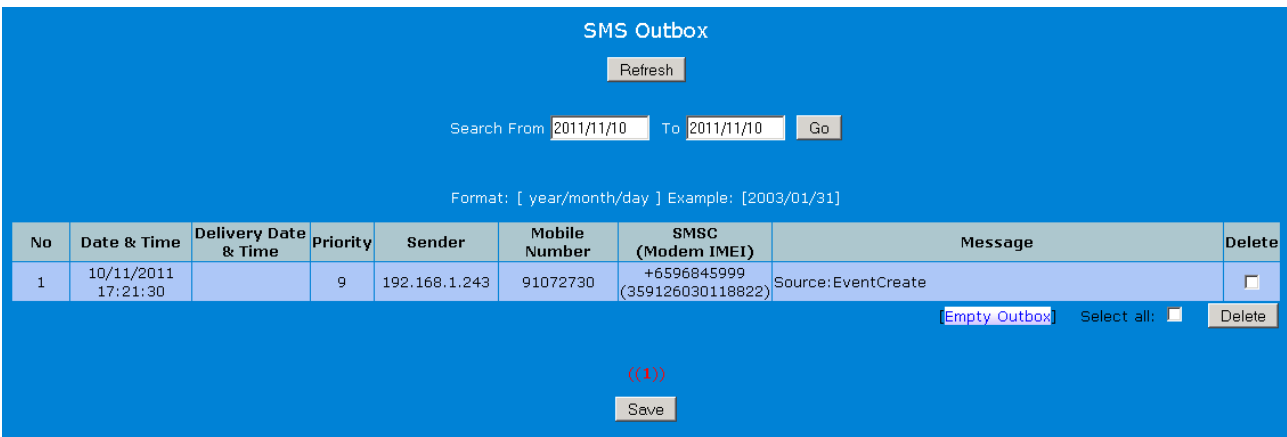 SMS Outbox
Refresh
Search From 2011/11/10 To 2011/11/10 Go
Format: [ year/month/day ] Example: [2003/01/31]
No Date & Time Delivery Date & Time Priority Sender Mobile Number SMSC (Modem IMEI) Message Delete
1 10/11/2011 17:21:30 9 192.168.1.243 91072730 +6596845999 (359126030118822) Source:EventCreate
[Empty Outbox] Select all: Delete
((1))
Save